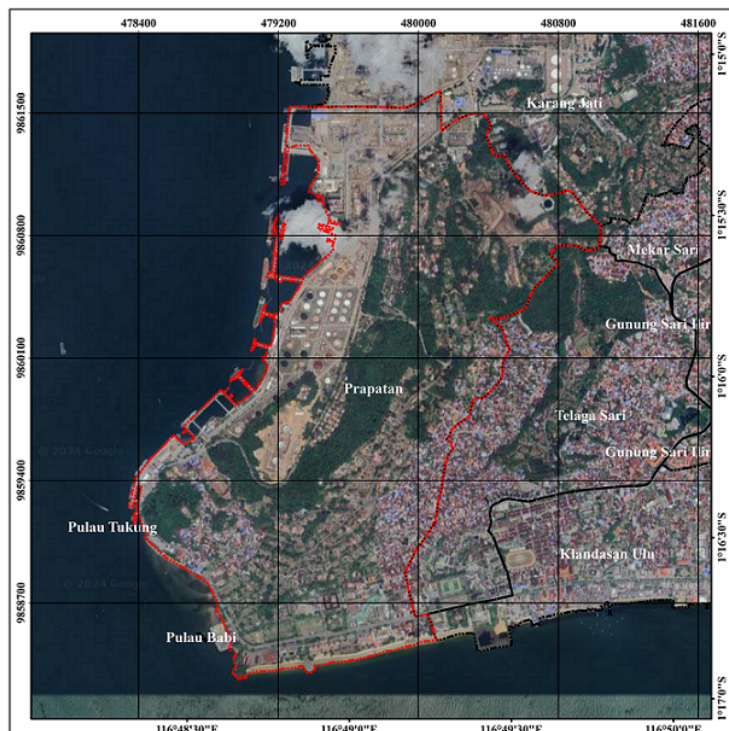 478400 479200 480000 480800 481600
1°15'0"S
9861500
Karang Jati
1°15'30"S
9860800
Mekar Sari
Gunung Sari Ilir
9860100
1°16'0"S
Prapatan
Telaga Sari
© 2024 Google
Gunung Sari Ilir
9859400
Pulau Tukung
1°16'30"S
Klandasan Ulu
9858700
Pulau Babi
1°17'0"S
116°48'30"E 116°49'0"E 116°49'30"E 116°50'0"E